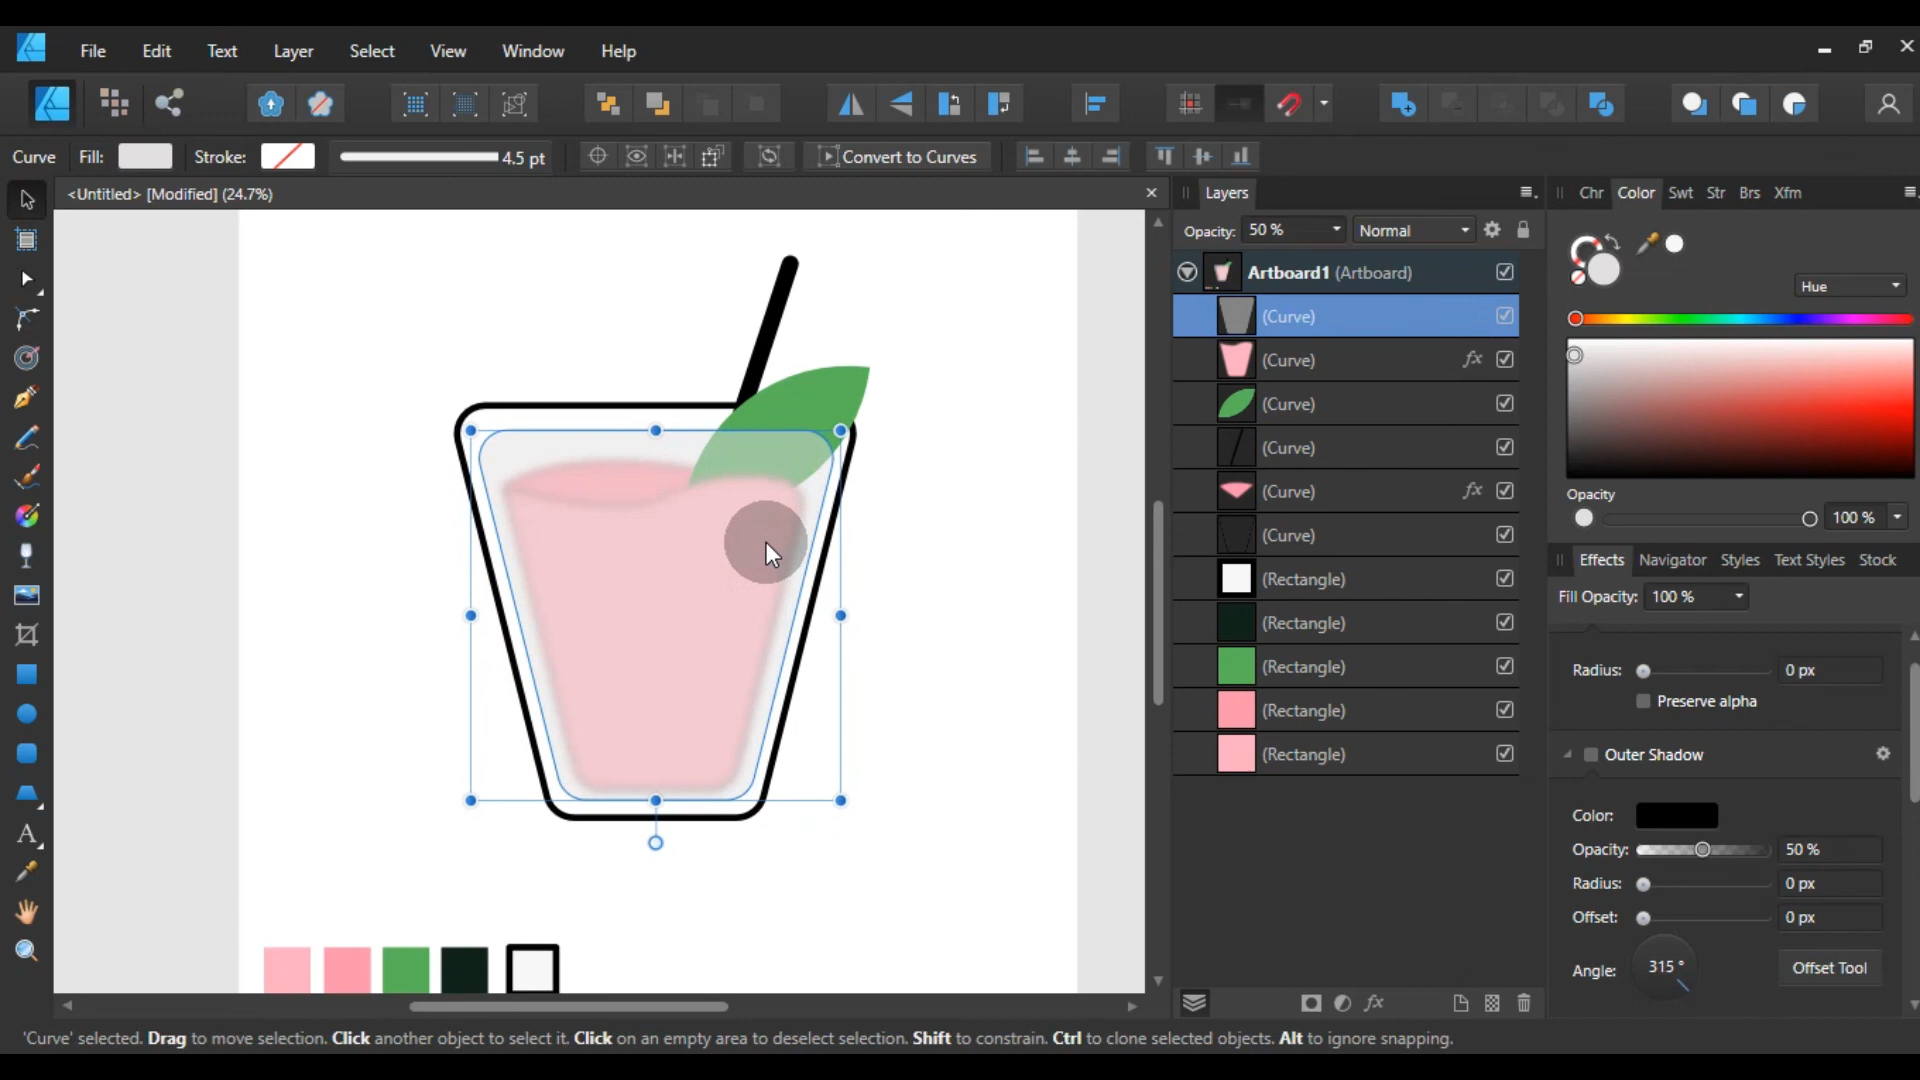 File Edit Text Layer Select View Window Help
Curve Fill: Stroke: 4.5 pt Convert to Curves
<Untitled> [Modified] (24.7%)
Layers
Chr Color Swt Str Brs Xfm
Opacity: 50 % Normal
Artboard1 (Artboard)
(Curve)
(Curve)
(Curve)
(Curve)
(Curve)
(Curve)
(Rectangle)
(Rectangle)
(Rectangle)
(Rectangle)
(Rectangle)
fx
fx
fx
Hue
Opacity
100 %
Effects Navigator Styles Text Styles Stock
Fill Opacity: 100 %
Radius: 0 px
Preserve alpha
Outer Shadow
Color:
Opacity: 50 %
Radius: 0 px
Offset: 0 px
Angle: 315 ° Offset Tool
A
'Curve' selected. Drag to move selection. Click another object to select it. Click on an empty area to deselect selection. Shift to constrain. Ctrl to clone selected objects. Alt to ignore snapping.